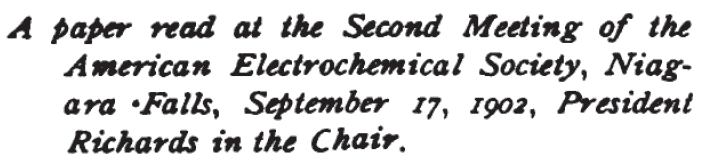 A paper read at the Second Meeting of the
American Electrochemical Society, Niag-
ara Falls, September 17, 1902, President
Richards in the Chair.